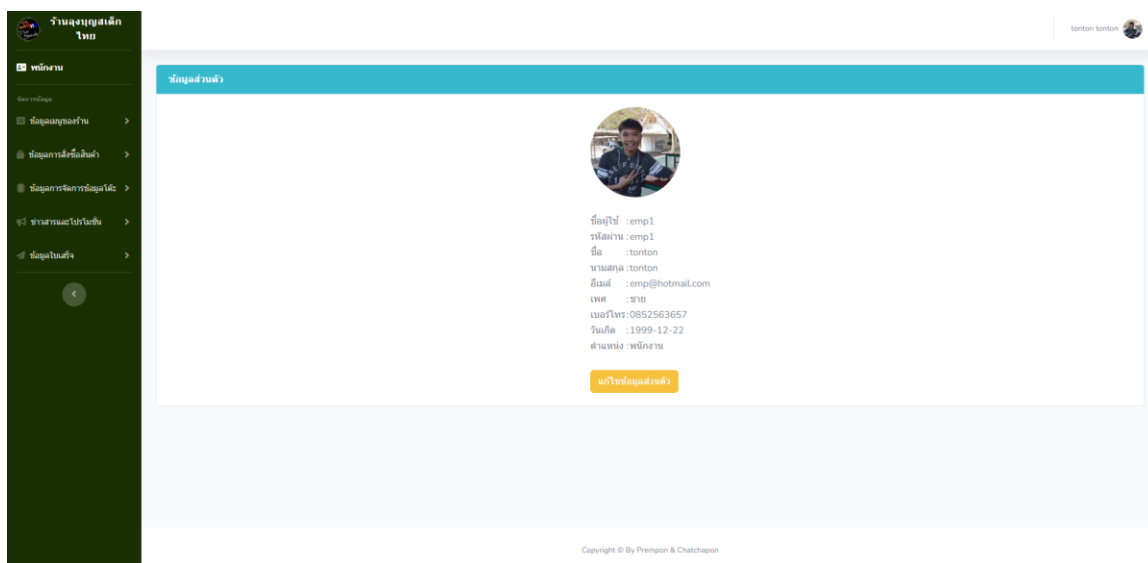 ร้านลุงบุญสเต็ก
ไทย
tonton tonton
พนักงาน
ข้อมูลส่วนตัว
จัดการข้อมูล
ข้อมูลเมนูของร้าน
ข้อมูลการสั่งซื้อสินค้า
ข้อมูลการจัดการข้อมูลโต๊ะ
ข่าวสารและโปรโมชั่น
ข้อมูลใบเสร็จ
ชื่อผู้ใช้ :emp1
รหัสผ่าน :emp1
ชื่อ :tonton
นามสกุล :tonton
อีเมล์ :emp@hotmail.com
เพศ :ชาย
เบอร์โทร:0852563657
วันเกิด :1999-12-22
ตำแหน่ง :พนักงาน
แก้ไขข้อมูลส่วนตัว
Copyright © By Prempon & Chatchapon